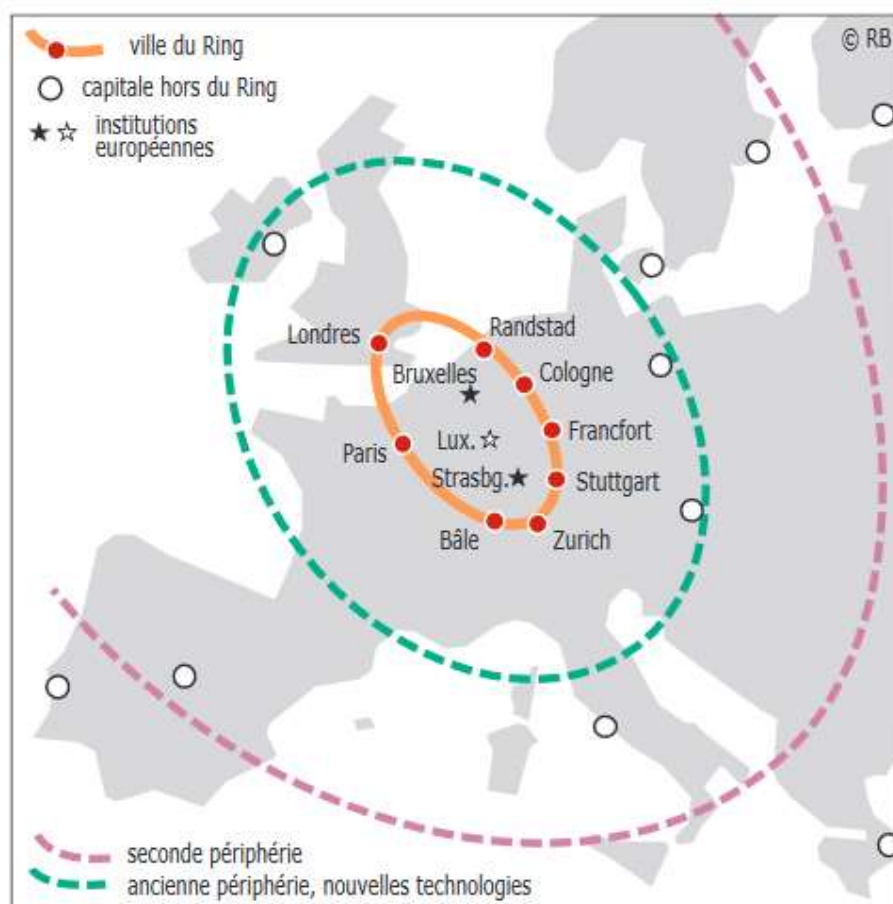 ville du Ring
© RB
capitale hors du Ring
institutions
européennes
Londres
Randstad
Bruxelles
Cologne
Paris
Lux.
Francfort
Strasbg.
Stuttgart
Bâle
Zurich
seconde périphérie
ancienne périphérie, nouvelles technologies